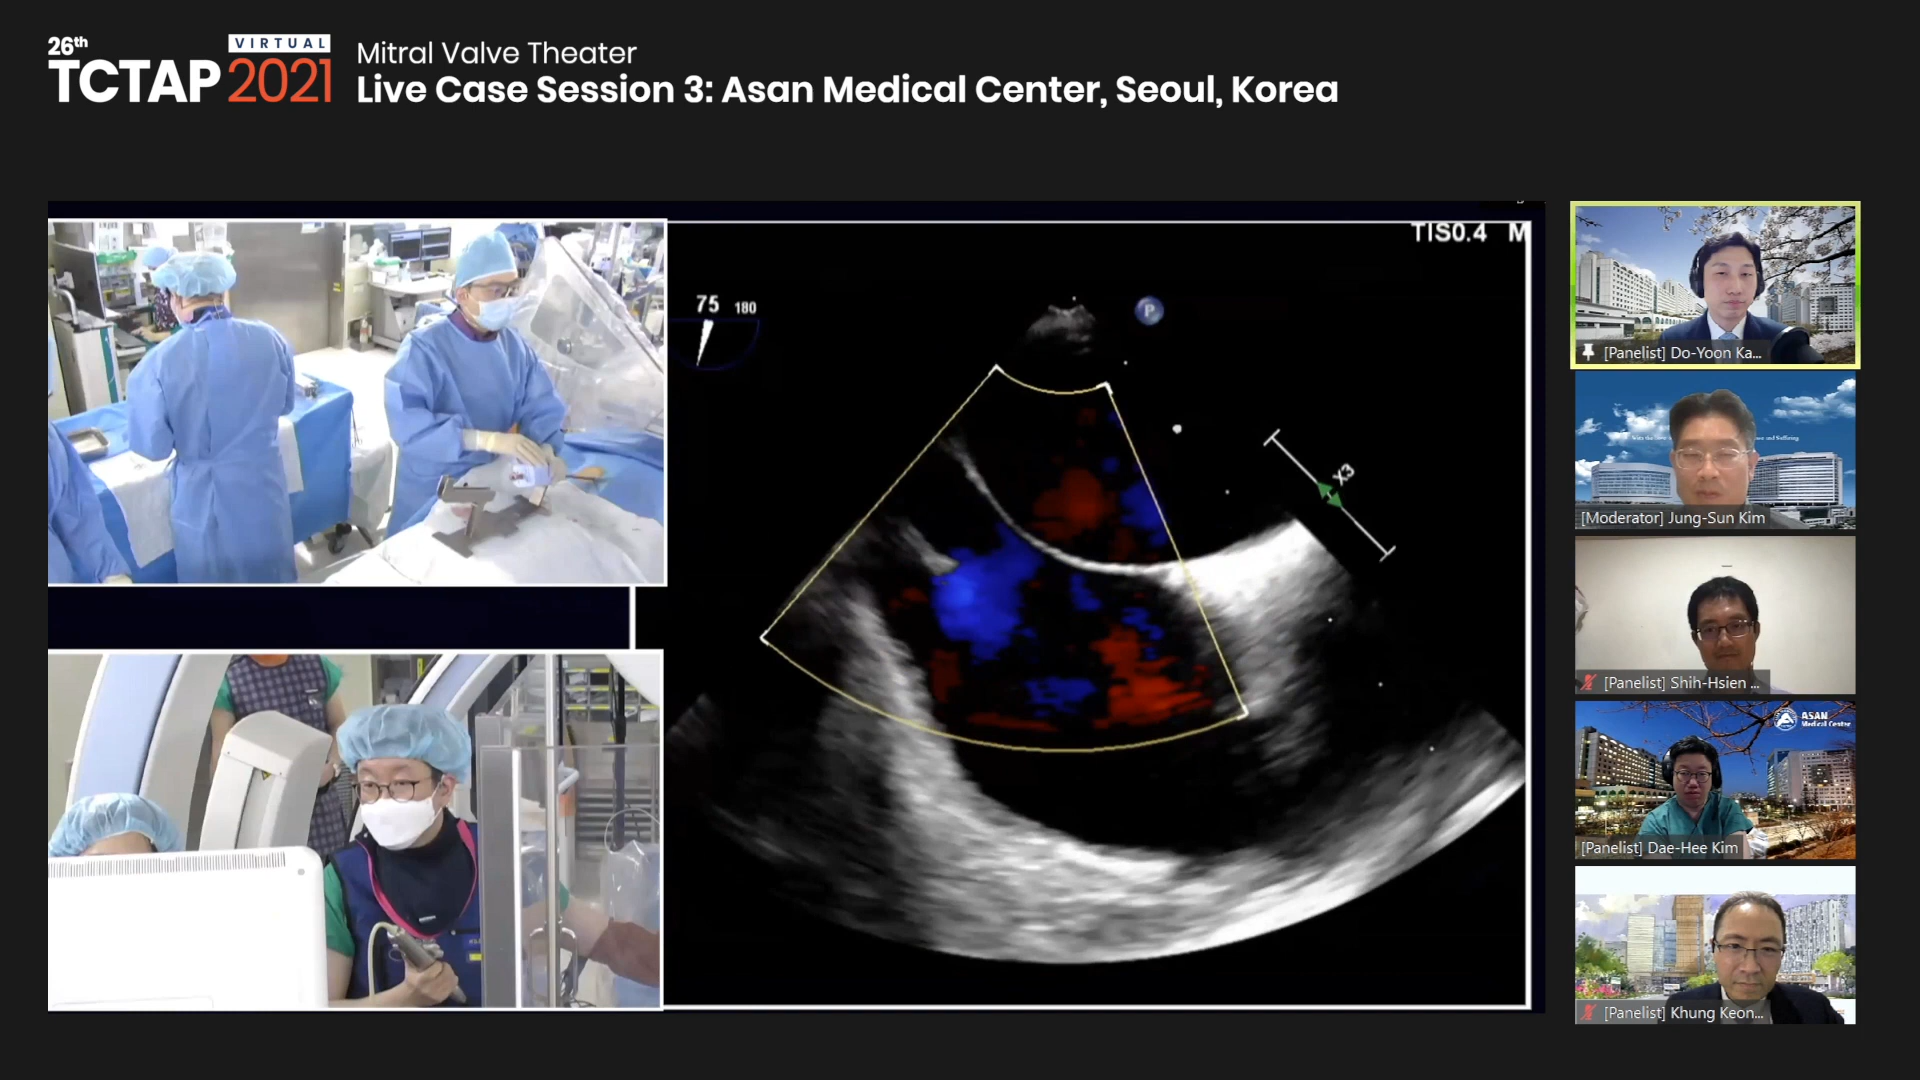 26th
VIRTUAL
TCTAP 2021
Mitral Valve Theater
Live Case Session 3: Asan Medical Center, Seoul, Korea
TIS0.4 M
75 180
P
X3
[Panelist] Do-Yoon Ka...
[Moderator] Jung-Sun Kim
[Panelist] Shih-Hsien ...
ASAN
Medical Center
[Panelist] Dae-Hee Kim
[Panelist] Khung Keon...